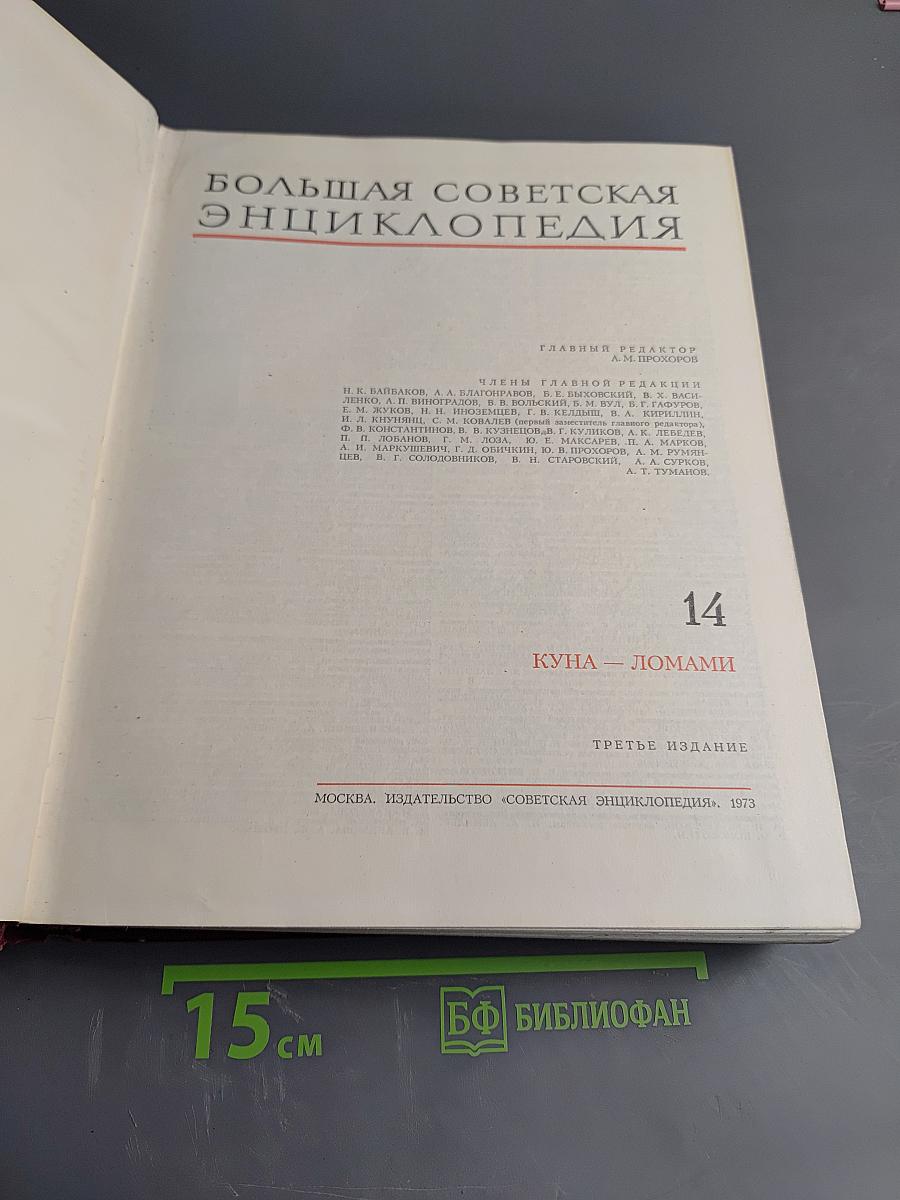 БОЛЬШАЯ СОВЕТСКАЯ
ЭНЦИКЛОПЕДИЯ
ГЛАВНЫЙ РЕДАКТОР
А. М. ПРОХОРОВ
ЧЛЕНЫ ГЛАВНОЙ РЕДАКЦИИ
Н. К. БАЙБАКОВ, А. А. БЛАГОНРАВОВ, Б. Е. БЫХОВСКИЙ, В. Х. ВАСИ-
ЛЕНКО, А. П. ВИНОГРАДОВ, В. В. ВОЛЬСКИЙ, Б. М. ВУЛ, Б. Г. ГАФУРОВ,
Е. М. ЖУКОВ, Н. Н. ИНОЗЕМЦЕВ, Г. В. КЕЛДЫШ, В. А. КИРИЛЛИН,
И. Л. КНУНЯНЦ, С. М. КОВАЛЕВ (первый заместитель главного редактора),
Ф. В. КОНСТАНТИНОВ, В. В. КУЗНЕЦОВ, В. Г. КУЛИКОВ, А. К. ЛЕБЕДЕВ,
П. П. ЛОБАНОВ, Г. М. ЛОЗА, Ю. Е. МАКСАРЕВ, П. А. МАРКОВ,
А. И. МАРКУШЕВИЧ, Г. Д. ОБИЧКИН, Ю. В. ПРОХОРОВ, А. М. РУМЯН-
ЦЕВ, В. Г. СОЛОДОВНИКОВ, В. Н. СТАРОВСКИЙ, А. А. СУРКОВ,
А. Т. ТУМАНОВ.
14
КУНА — ЛОМАМИ
ТРЕТЬЕ ИЗДАНИЕ
МОСКВА. ИЗДАТЕЛЬСТВО «СОВЕТСКАЯ ЭНЦИКЛОПЕДИЯ». 1973
15 см БФ БИБЛИОФАН